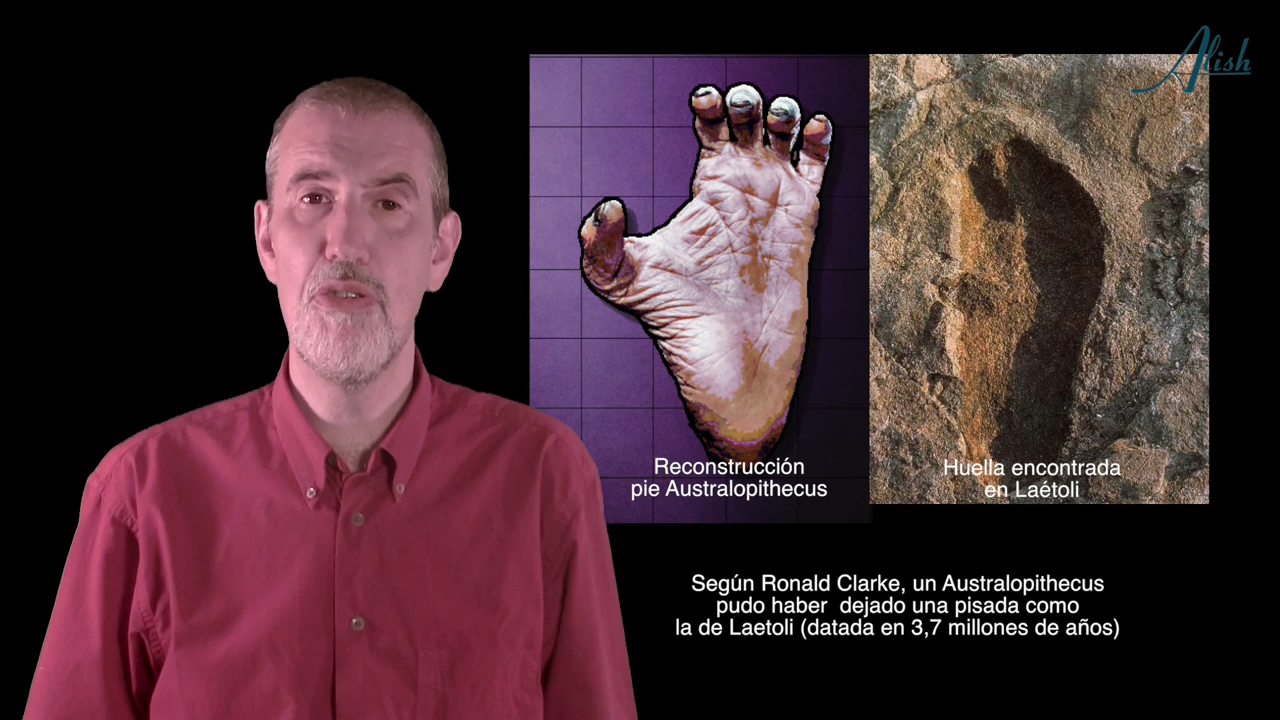 Alish
Reconstrucción
pie Australopithecus
Huella encontrada
en Laétoli
Según Ronald Clarke, un Australopithecus
pudo haber dejado una pisada como
la de Laetoli (datada en 3,7 millones de años)